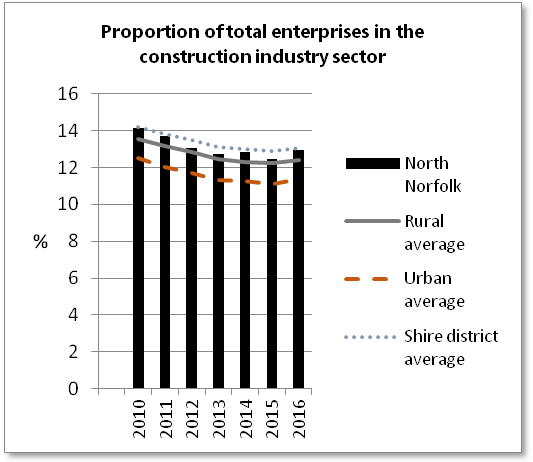 Proportion of total enterprises in the
construction industry sector
16
14
12
10
8
6
4
2
0
%
2010
2011
2012
2013
2014
2015
2016
North
Norfolk
Rural
average
Urban
average
Shire district
average